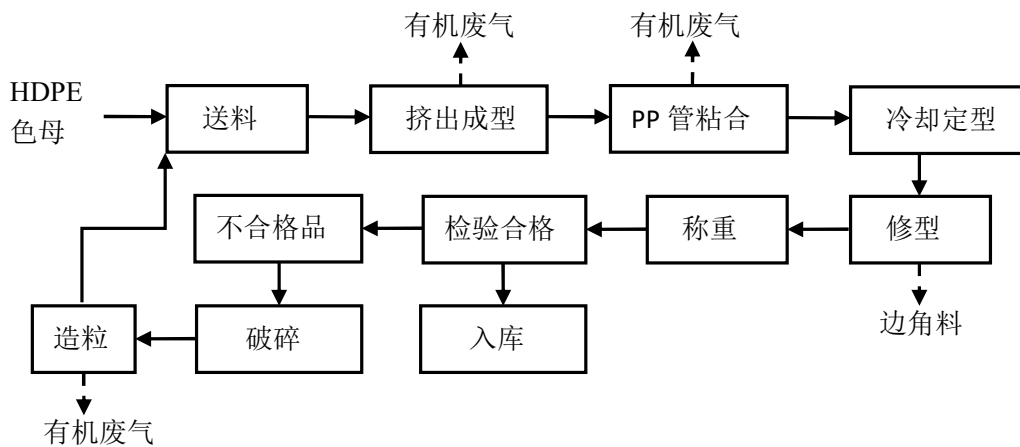 有机废气
有机废气
HDPE
色母
送料
挤出成型
PP 管粘合
冷却定型
不合格品
检验合格
称重
修型
造粒
破碎
入库
边角料
有机废气